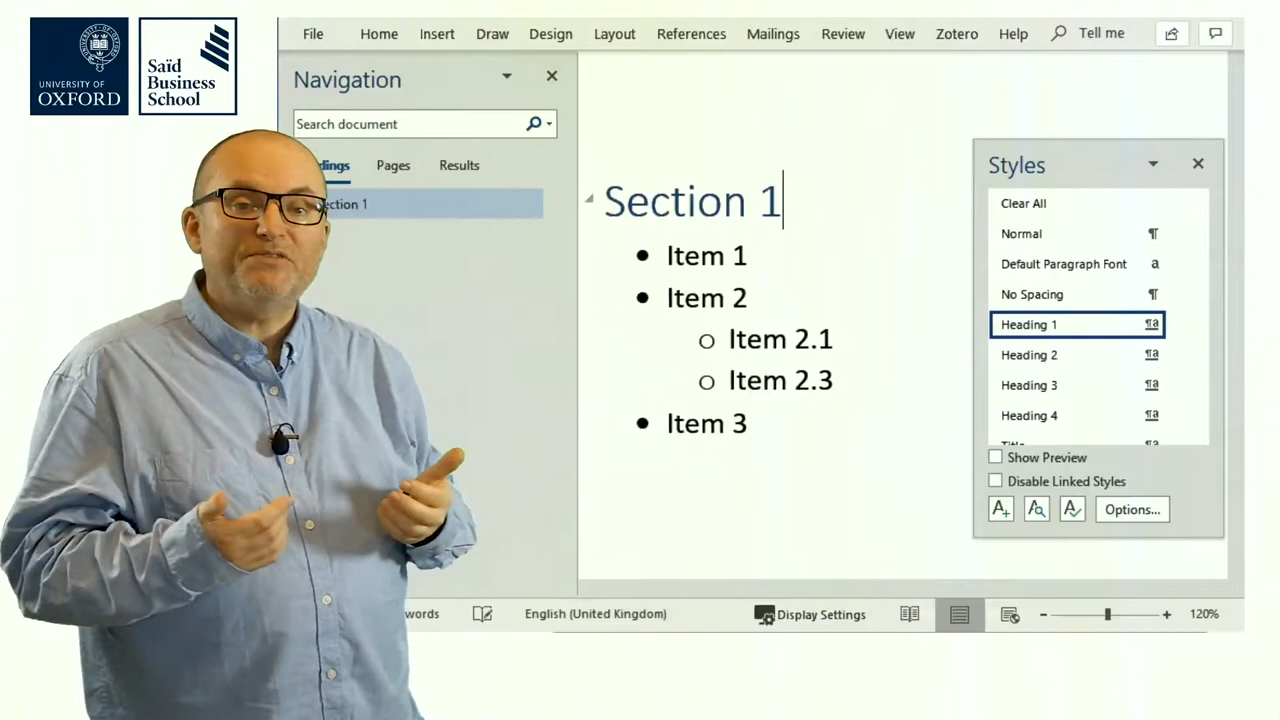 UNIVERSITY OF
OXFORD
Saïd
Business
School
File Home Insert Draw Design Layout References Mailings Review View Zotero Help Tell me
Navigation
Search document
Pages Results
Section 1
Item 1
Item 2
Item 2.1
Item 2.3
Item 3
Styles
Clear All
Normal
Default Paragraph Font
No Spacing
Heading 1
Heading 2
Heading 3
Heading 4
Show Preview
Disable Linked Styles
Options...
English (United Kingdom) Display Settings 120%